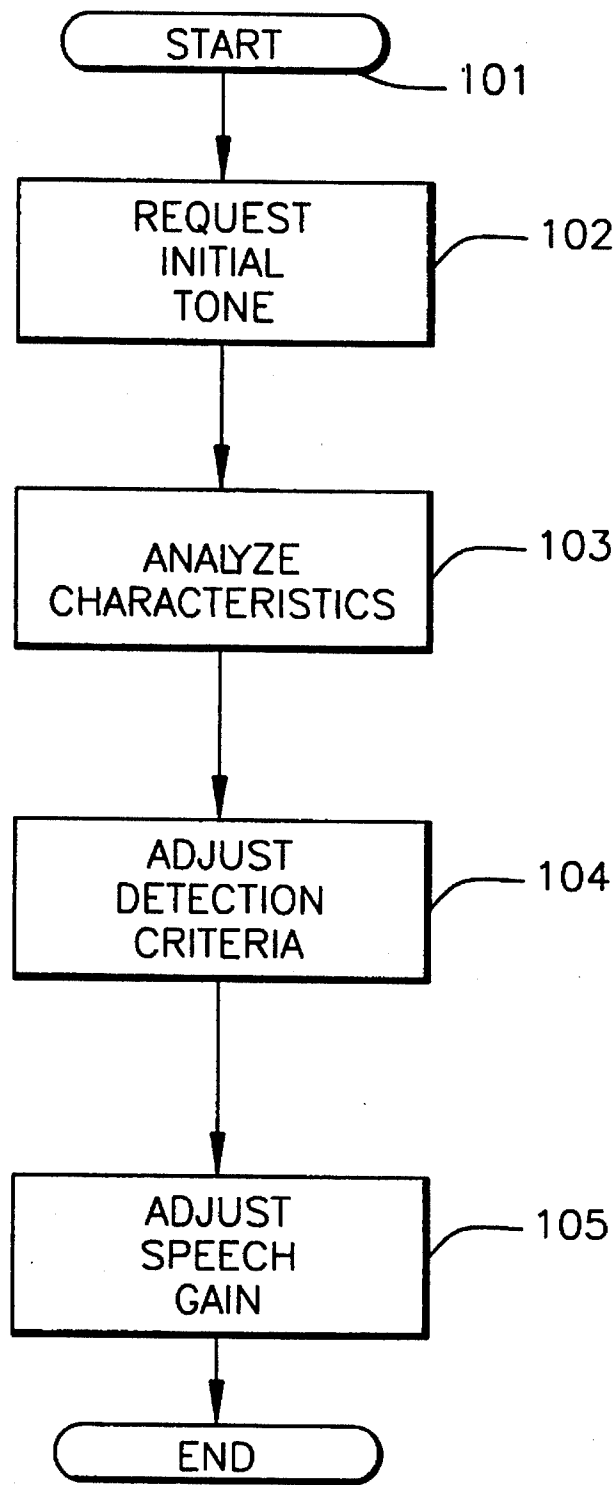 START
101
REQUEST
INITIAL
TONE
102
ANALYZE
CHARACTERISTICS
103
ADJUST
DETECTION
CRITERIA
104
ADJUST
SPEECH
GAIN
105
END